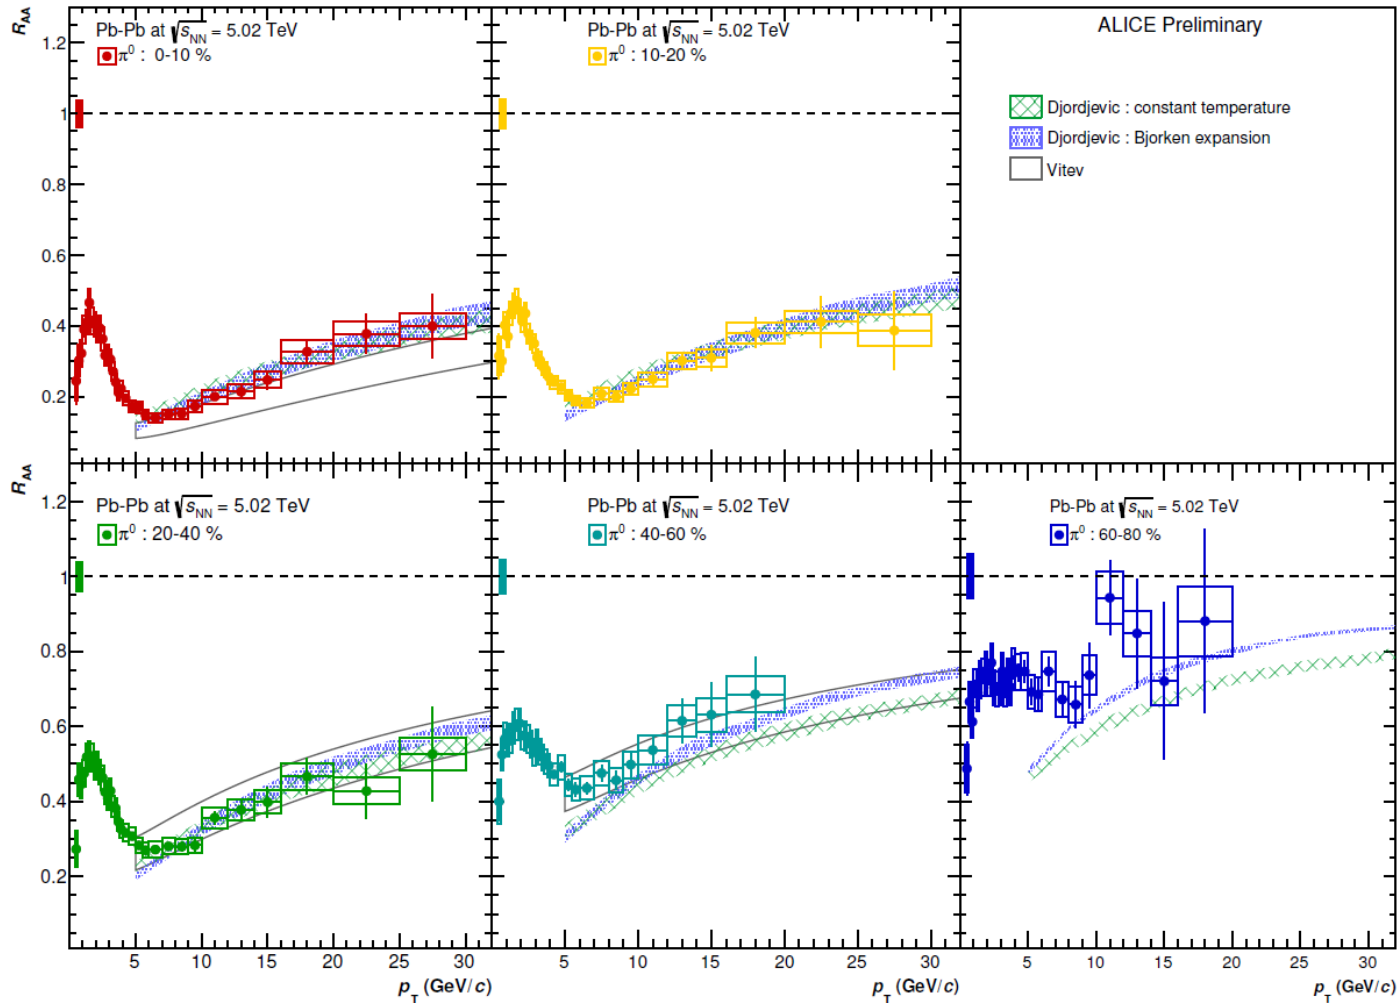 R_AA
Pb-Pb at √s_NN = 5.02 TeV
π⁰ : 0-10 %
Pb-Pb at √s_NN = 5.02 TeV
π⁰ : 10-20 %
ALICE Preliminary
Djordjevic : constant temperature
Djordjevic : Bjorken expansion
Vitev
1.2
1
0.8
0.6
0.4
0.2
R_AA
Pb-Pb at √s_NN = 5.02 TeV
π⁰ : 20-40 %
Pb-Pb at √s_NN = 5.02 TeV
π⁰ : 40-60 %
Pb-Pb at √s_NN = 5.02 TeV
π⁰ : 60-80 %
1.2
1
0.8
0.6
0.4
0.2
5 10 15 20 25 30
5 10 15 20 25 30
5 10 15 20 25 30
p_T (GeV/c)
p_T (GeV/c)
p_T (GeV/c)